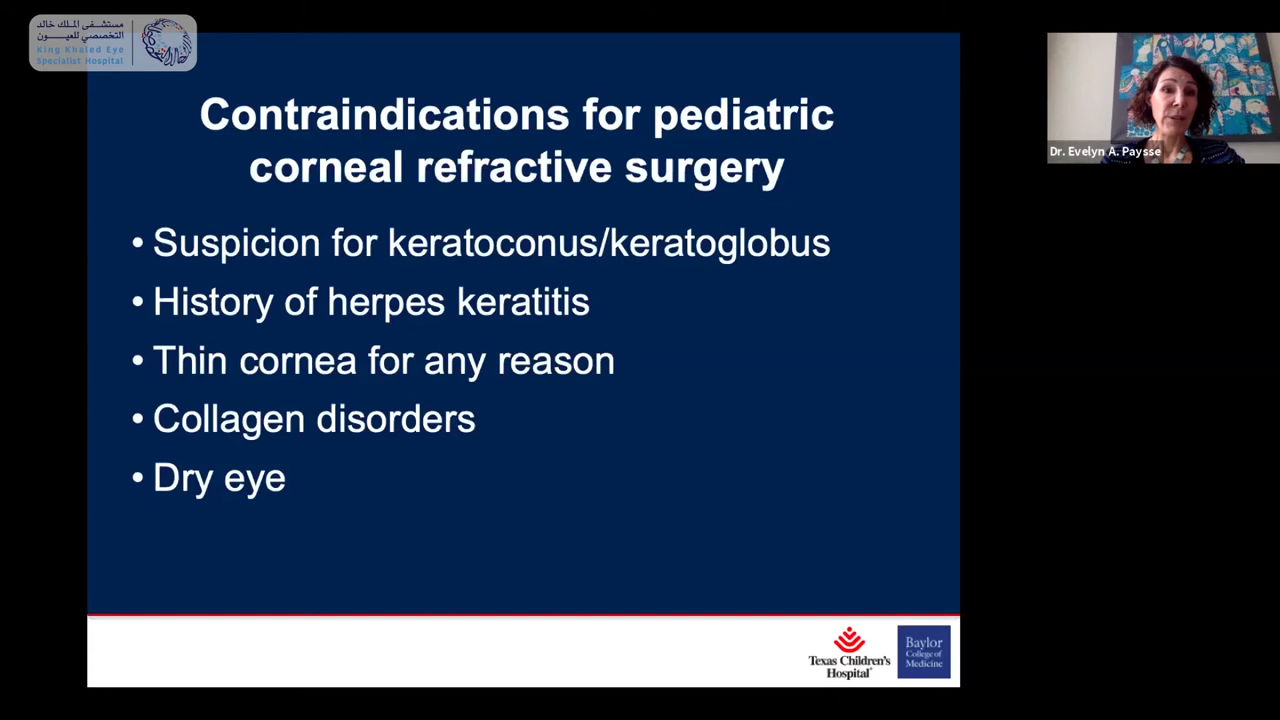 مستشفى الملك خالد
التخصصي للعيون
King Khaled Eye
Specialist Hospital
Contraindications for pediatric
corneal refractive surgery
• Suspicion for keratoconus/keratoglobus
• History of herpes keratitis
• Thin cornea for any reason
• Collagen disorders
• Dry eye
Dr. Evelyn A. Paysse
Texas Children's
Hospital
Baylor
College of
Medicine